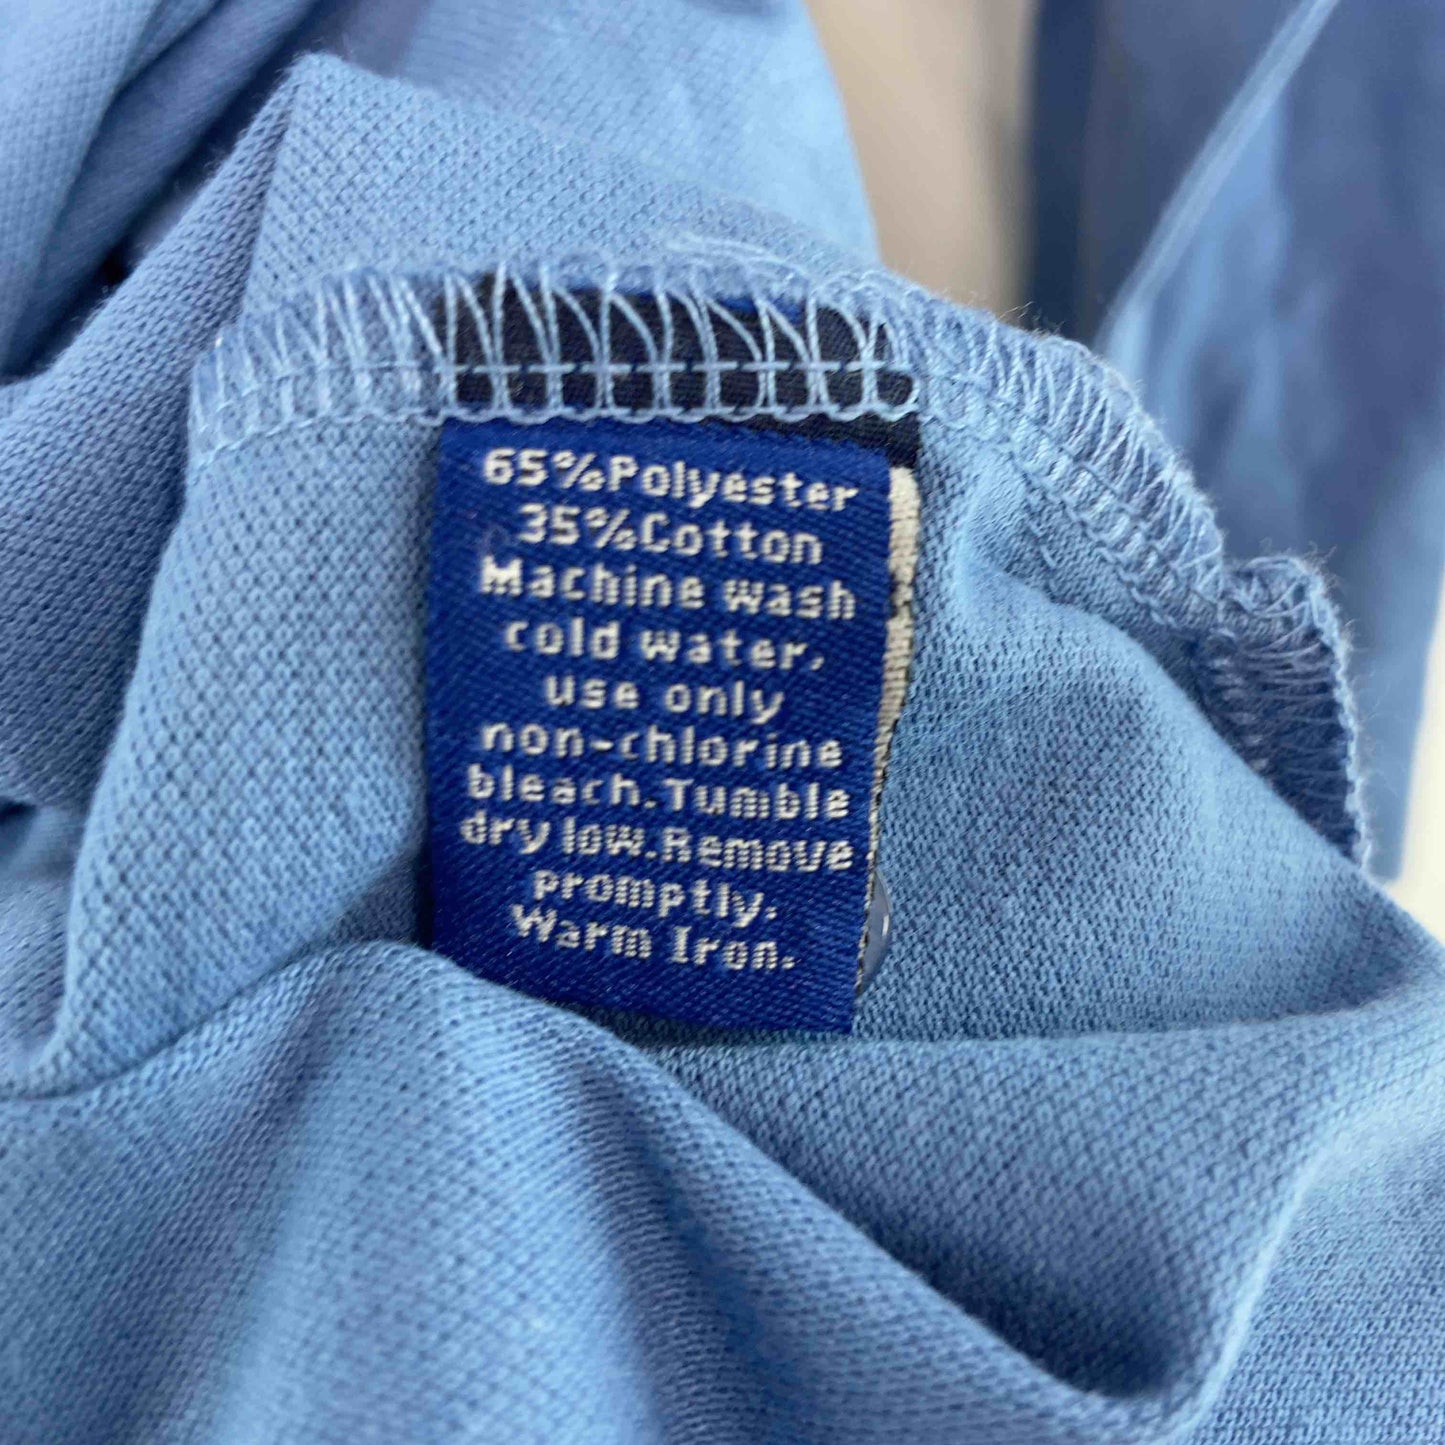 65%Polyester
35%Cotton
Machine wash
cold water,
use only
non-chlorine
bleach.Tumble
dry low.Remove
promptly.
Warm Iron.